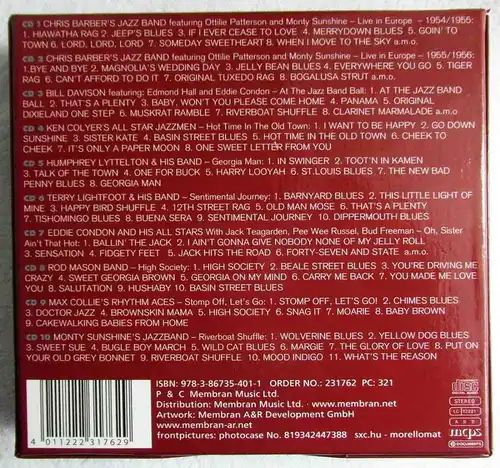 CD 1 CHRIS BARBER'S JAZZ BAND featuring Ottilie Patterson and Monty Sunshine – Live in Europe - 1954/1955:
1. HIAWATHA RAG 2. JEEP'S BLUES 3. IF I EVER CEASE TO LOVE 4. MERRYDOWN BLUES 5. GOIN' TO
TOWN 6. LORD, LORD, LORD 7. SOMEDAY SWEETHEART 8. WHEN I MOVE TO THE SKY a.m.o.
CD 2 CHRIS BARBER'S JAZZ BAND featuring Ottilie Patterson and Monty Sunshine – Live in Europe - 1955/1956:
1. BYE AND BYE 2. MAGNOLIA'S WEDDING DAY 3. JELLY BEAN BLUES 4. EVERYWHERE YOU GO 5. TIGER
RAG 6. CAN'T AFFORD TO DO IT 7. ORIGINAL TUXEDO RAG 8. BOGALUSA STRUT a.m.o.
CD 3 BILL DAVISON featuring: Edmond Hall and Eddie Condon – At The Jazz Band Ball: 1. AT THE JAZZ BAND
BALL 2. THAT'S A PLENTY 3. BABY, WON'T YOU PLEASE COME HOME 4. PANAMA 5. ORIGINAL
DIXIELAND ONE STEP 6. MUSKRAT RAMBLE 7. RIVERBOAT SHUFFLE 8. CLARINET MARMALADE a.m.o
CD 4 KEN COLYER'S ALL STAR JAZZMEN – Hot Time In The Old Town: 1. I WANT TO BE HAPPY 2. GO DOWN
SUNSHINE 3. SISTER KATE 4. BASIN STREET BLUES 5. HOT TIME IN THE OLD TOWN 6. CHEEK TO
CHEEK 7. IT'S ONLY A PAPER MOON 8. ONE SWEET LETTER FROM YOU
CD 5 HUMPHREY LYTTELTON & HIS BAND – Georgia Man: 1. IN SWINGER 2. TOOT'N IN KAMEN
3. TALK OF THE TOWN 4. ONE FOR BUCK 5. HARRY LOOYAH 6. ST.LOUIS BLUES 7. THE NEW BAD
PENNY BLUES 8. GEORGIA MAN
CD 6 TERRY LIGHTFOOT & HIS BAND – Sentimental Journey: 1. BARNYARD BLUES 2. THIS LITTLE LIGHT OF
MINE 3. HAPPY BIRD SHUFFLE 4. 12TH STREET RAG 5. OLD MAN MOSE 6. THAT'S A PLENTY
7. TISHOMINGO BLUES 8. BUENA SERA 9. SENTIMENTAL JOURNEY 10. DIPPERMOUTH BLUES
CD 7 EDDIE CONDON AND HIS ALL STARS With Jack Teagarden, Pee Wee Russel, Bud Freeman – Oh, Sister
Ain't That Hot: 1. BALLIN' THE JACK 2. I AIN'T GONNA GIVE NOBODY NONE OF MY JELLY ROLL
3. SENSATION 4. FIDGETY FEET 5. JACK HITS THE ROAD 6. FORTY-SEVEN AND STATE a.m.o.
CD 8 ROD MASON BAND – High Society: 1. HIGH SOCIETY 2. BEALE STREET BLUES 3. YOU'RE DRIVING ME
CRAZY 4. SWEET GEORGIA BROWN 5. GEORGIA ON MY MIND 6. CARRY ME BACK 7. YOU MADE ME LOVE
YOU 8. SALUTATION 9. HUSHABY 10. BASIN STREET BLUES
CD 9 MAX COLLIE'S RHYTHM ACES – Stomp Off, Let's Go: 1. STOMP OFF, LET'S GO! 2. CHIMES BLUES
3. DOCTOR JAZZ 4. BROWNSKIN MAMA 5. HIGH SOCIETY 6. SNAG IT 7. MOARIE 8. BABY BROWN
9. CAKEWALKING BABIES FROM HOME
CD 10 MONTY SUNSHINE'S JAZZBAND – Riverboat Shuffle: 1. WOLVERINE BLUES 2. YELLOW DOG BLUES
3. SWEET SUE 4. BUGLE BOY MARCH 5. WILD CAT BLUES 6. MARGIE 7. THE GLORY OF LOVE 8. PUT ON
YOUR OLD GREY BONNET 9. RIVERBOAT SHUFFLE 10. MOOD INDIGO 11. WHAT'S THE REASON
ISBN: 978-3-86735-401-1 ORDER NO.: 231762 PC: 321
P & C Membran Music Ltd.
Distribution: Membran Music Ltd. - www.membran.net
Artwork: Membran A&R Development GmbH
www.membran-ar.net
frontpictures: photocase No. 819342447388 sxc.hu - morellomat
4 011222 317629
COMPACT
disc
DIGITAL AUDIO
STEREO
LC 12281
A D D
mcps
DOCUMENTS